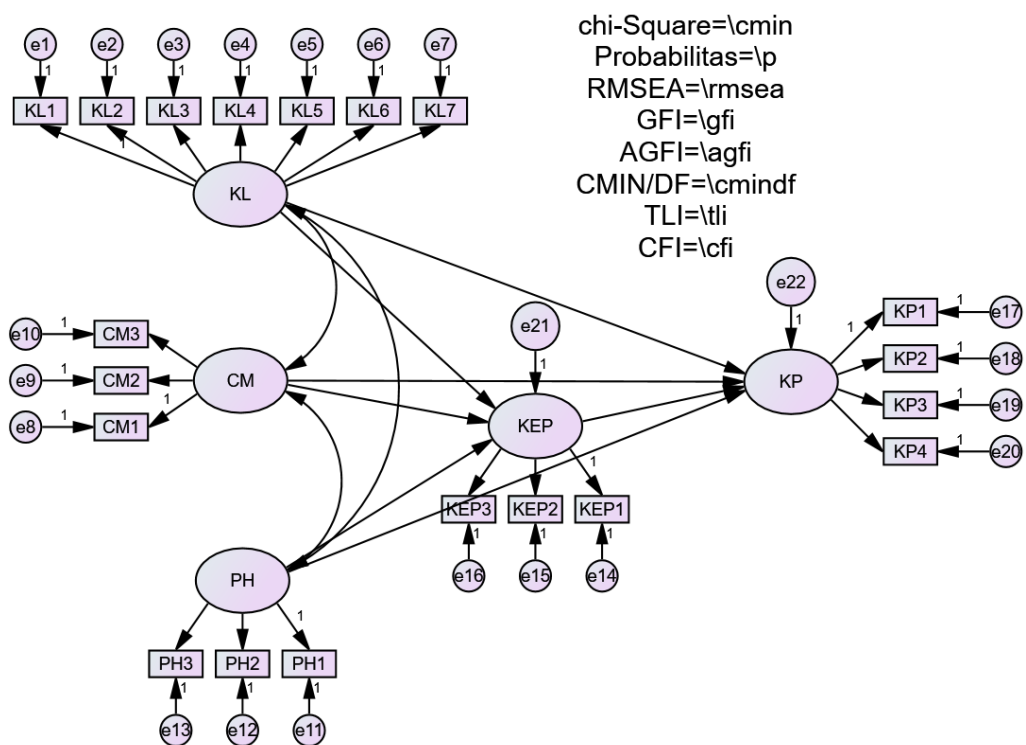 chi-Square=\cmin
Probabilitas=\p
RMSEA=\rmsea
GFI=\gfi
AGFI=\agfi
CMIN/DF=\cmindf
TLI=\tli
CFI=\cfi
e1 e2 e3 e4 e5 e6 e7
1 1 1 1 1 1 1
KL1 KL2 KL3 KL4 KL5 KL6 KL7
1
KL
e22
1
e21
1
e10 1 CM3
e9 1 CM2
e8 1 CM1
1
CM
KEP
KP
1
KP1 1 e17
KP2 1 e18
KP3 1 e19
KP4 1 e20
1
KEP3 KEP2 KEP1
1 1 1
e16 e15 e14
PH
1
PH3 PH2 PH1
1 1 1
e13 e12 e11